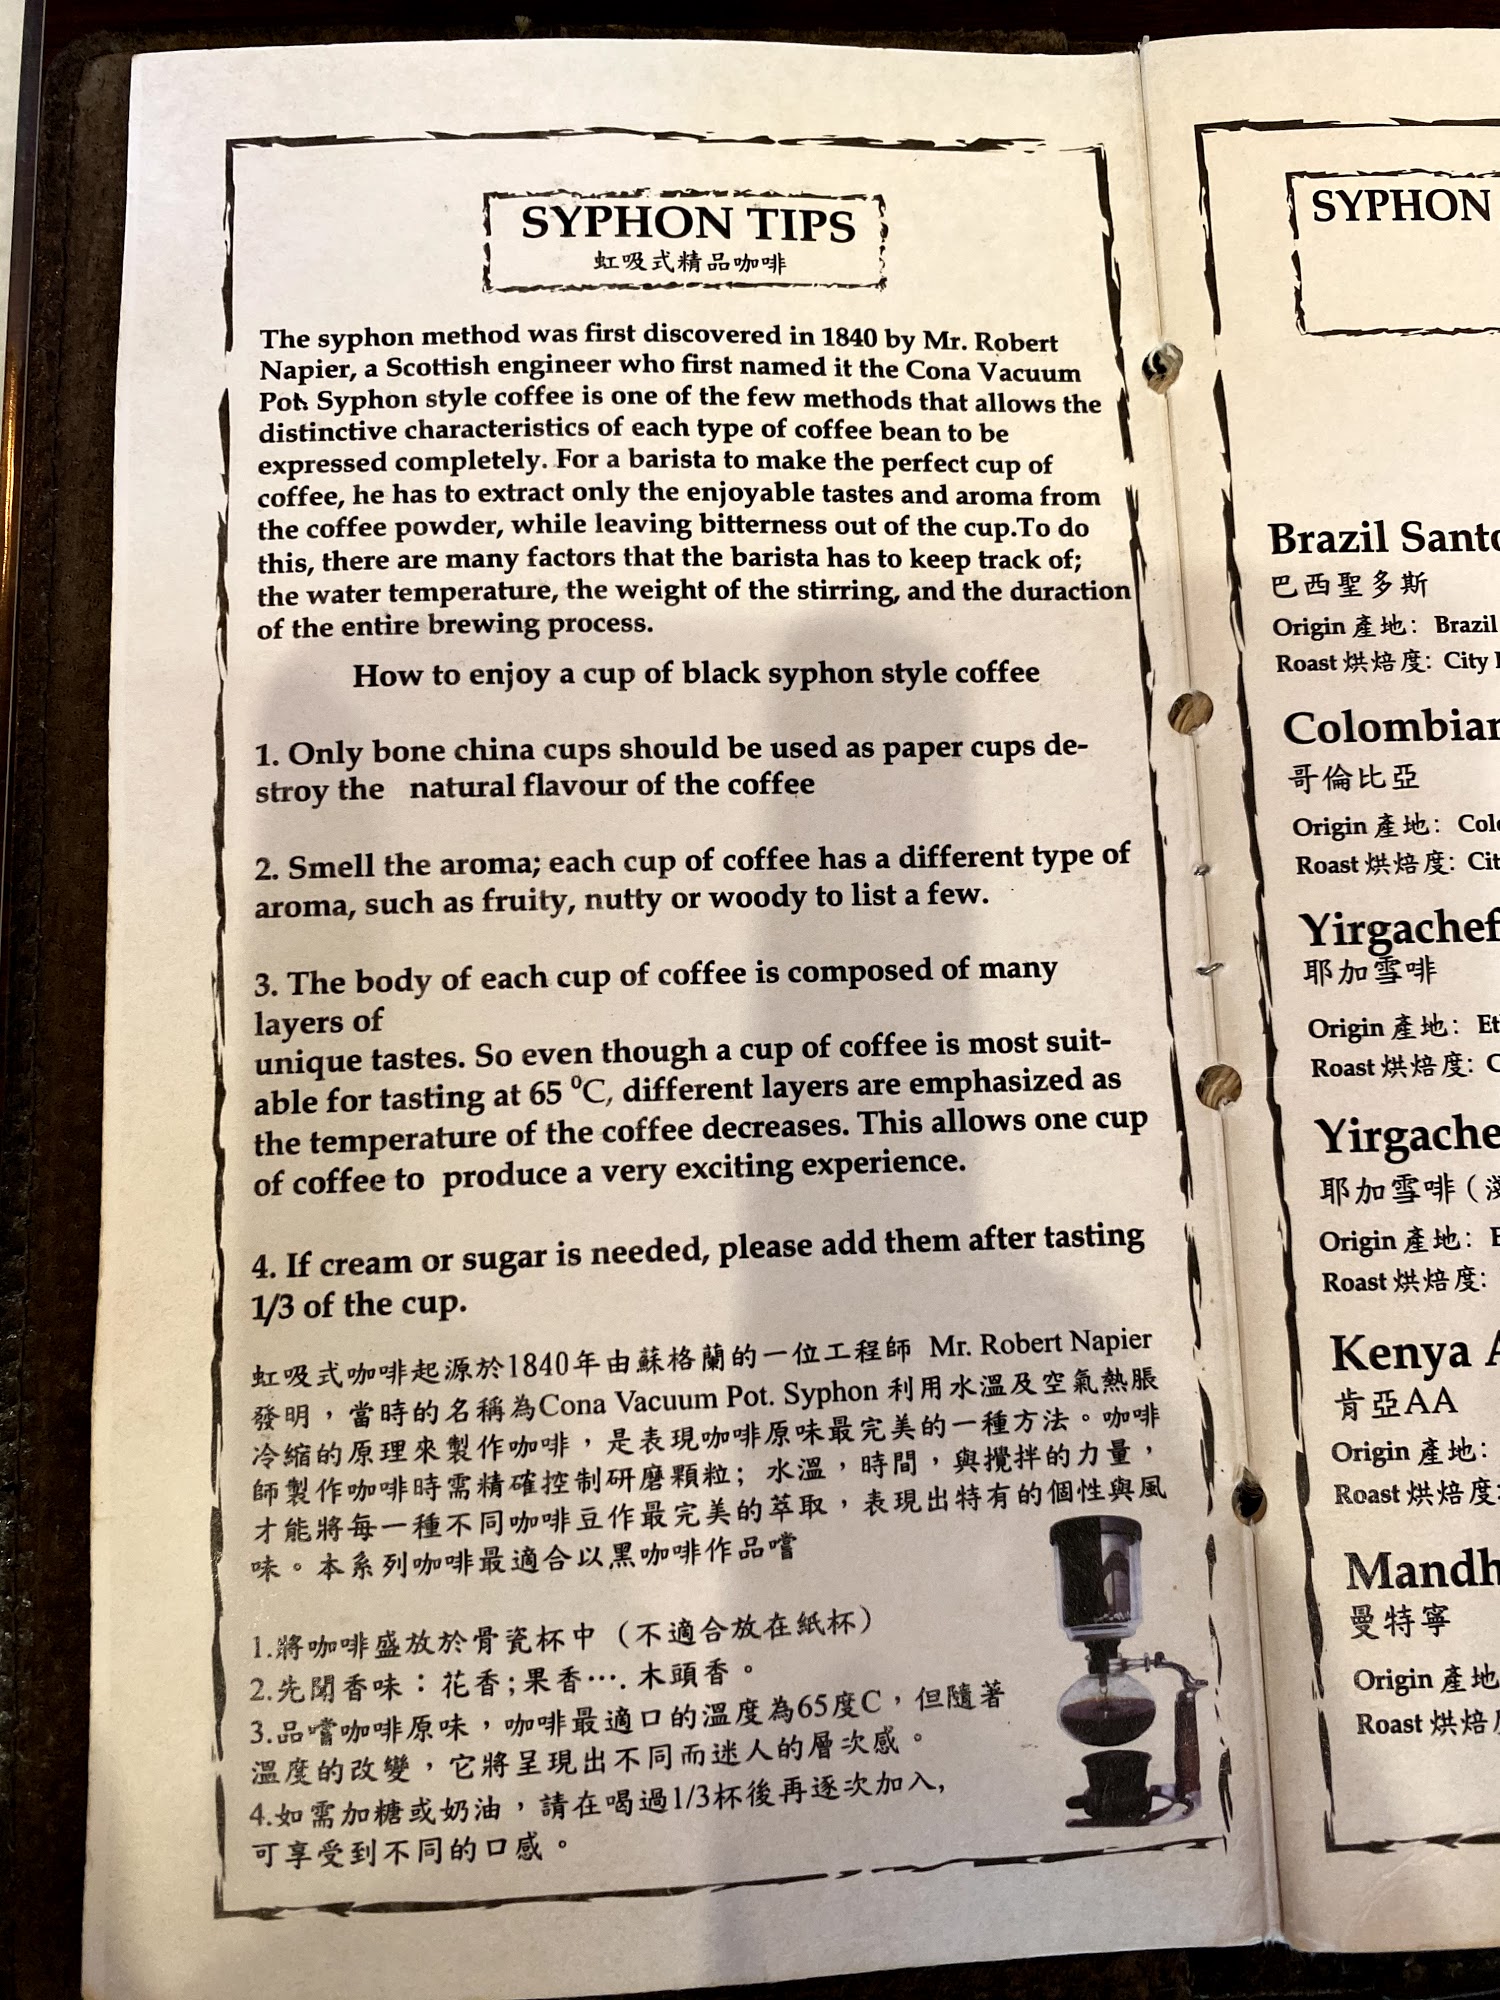 SYPHON TIPS
虹吸式精品咖啡
The syphon method was first discovered in 1840 by Mr. Robert
Napier, a Scottish engineer who first named it the Cona Vacuum
Pot. Syphon style coffee is one of the few methods that allows the
distinctive characteristics of each type of coffee bean to be
expressed completely. For a barista to make the perfect cup of
coffee, he has to extract only the enjoyable tastes and aroma from
the coffee powder, while leaving bitterness out of the cup.To do
this, there are many factors that the barista has to keep track of;
the water temperature, the weight of the stirring, and the duraction
of the entire brewing process.
How to enjoy a cup of black syphon style coffee
1. Only bone china cups should be used as paper cups de-
stroy the natural flavour of the coffee
2. Smell the aroma; each cup of coffee has a different type of
aroma, such as fruity, nutty or woody to list a few.
3. The body of each cup of coffee is composed of many
layers of
unique tastes. So even though a cup of coffee is most suit-
able for tasting at 65 ⁰C, different layers are emphasized as
the temperature of the coffee decreases. This allows one cup
of coffee to produce a very exciting experience.
4. If cream or sugar is needed, please add them after tasting
1/3 of the cup.
虹吸式咖啡起源於1840年由蘇格蘭的一位工程師 Mr. Robert Napier
發明，當時的名稱為Cona Vacuum Pot. Syphon 利用水溫及空氣熱脹
冷縮的原理來製作咖啡，是表現咖啡原味最完美的一種方法。咖啡
師製作咖啡時需精確控制研磨顆粒；水溫，時間，與攪拌的力量，
才能將每一種不同咖啡豆作最完美的萃取，表現出特有的個性與風
味。本系列咖啡最適合以黑咖啡作品嚐
1.將咖啡盛放於骨瓷杯中（不適合放在紙杯）
2.先聞香味：花香;果香…. 木頭香。
3.品嚐咖啡原味，咖啡最適口的溫度為65度C，但隨著
溫度的改變，它將呈現出不同而迷人的層次感。
4.如需加糖或奶油，請在喝過1/3杯後再逐次加入,
可享受到不同的口感。
SYPHON
Brazil Santo
巴西聖多斯
Origin 產地：Brazil
Roast 烘焙度：City
Colombian
哥倫比亞
Origin 產地：Colo
Roast 烘焙度：Cit
Yirgachef
耶加雪啡
Origin 產地：Et
Roast 烘焙度：C
Yirgache
耶加雪啡（淺
Origin 產地：E
Roast 烘焙度：
Kenya A
肯亞AA
Origin 產地：
Roast 烘焙度
Mandh
曼特寧
Origin 產地
Roast 烘焙